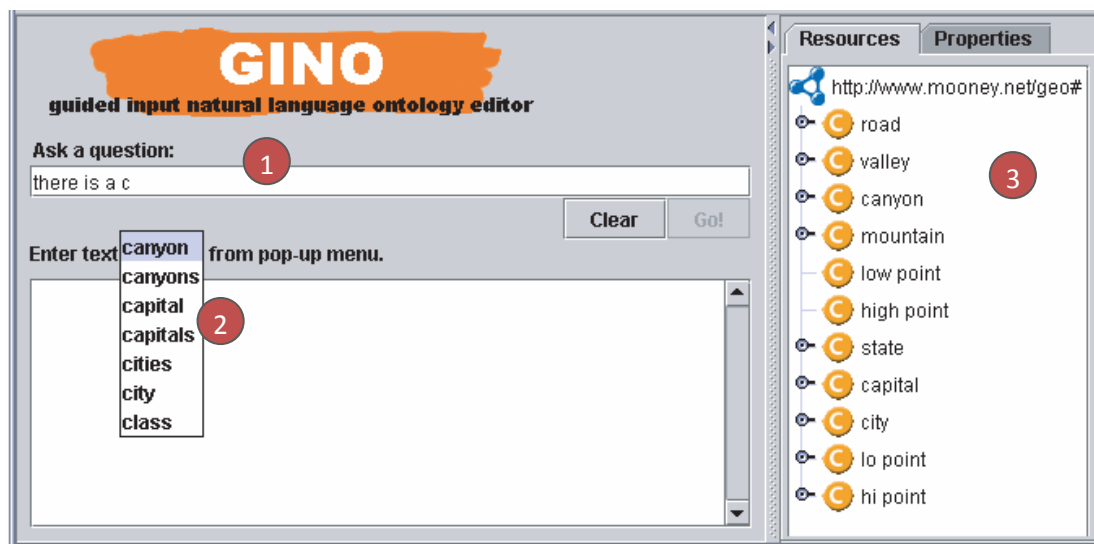 GINO
guided input natural language ontology editor
Ask a question:
1
there is a c
Clear
Go!
Enter text
from pop-up menu.
canyon
canyons
capital
capitals
cities
city
class
2
Resources
Properties
http://www.mooney.net/geo#
C road
C valley
C canyon
C mountain
C low point
C high point
C state
C capital
C city
C lo point
C hi point
3